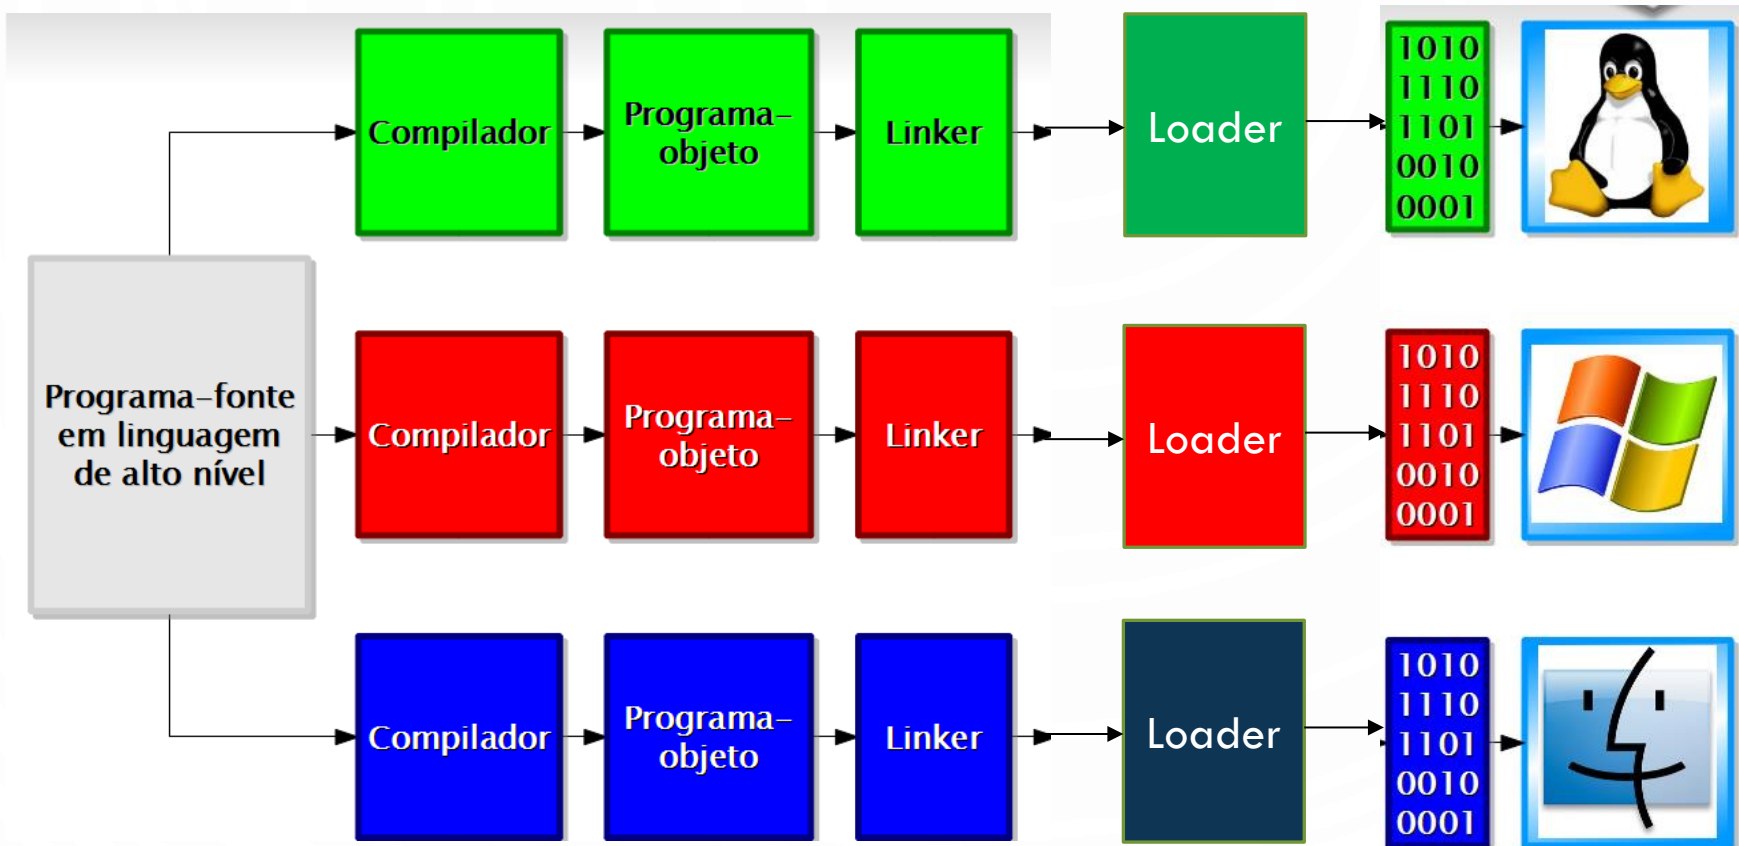 Compilador
Programa-
objeto
Linker
Loader
1010
1110
1101
0010
0001
Programa-fonte
em linguagem
de alto nível
Compilador
Programa-
objeto
Linker
Loader
1010
1110
1101
0010
0001
Compilador
Programa-
objeto
Linker
Loader
1010
1110
1101
0010
0001